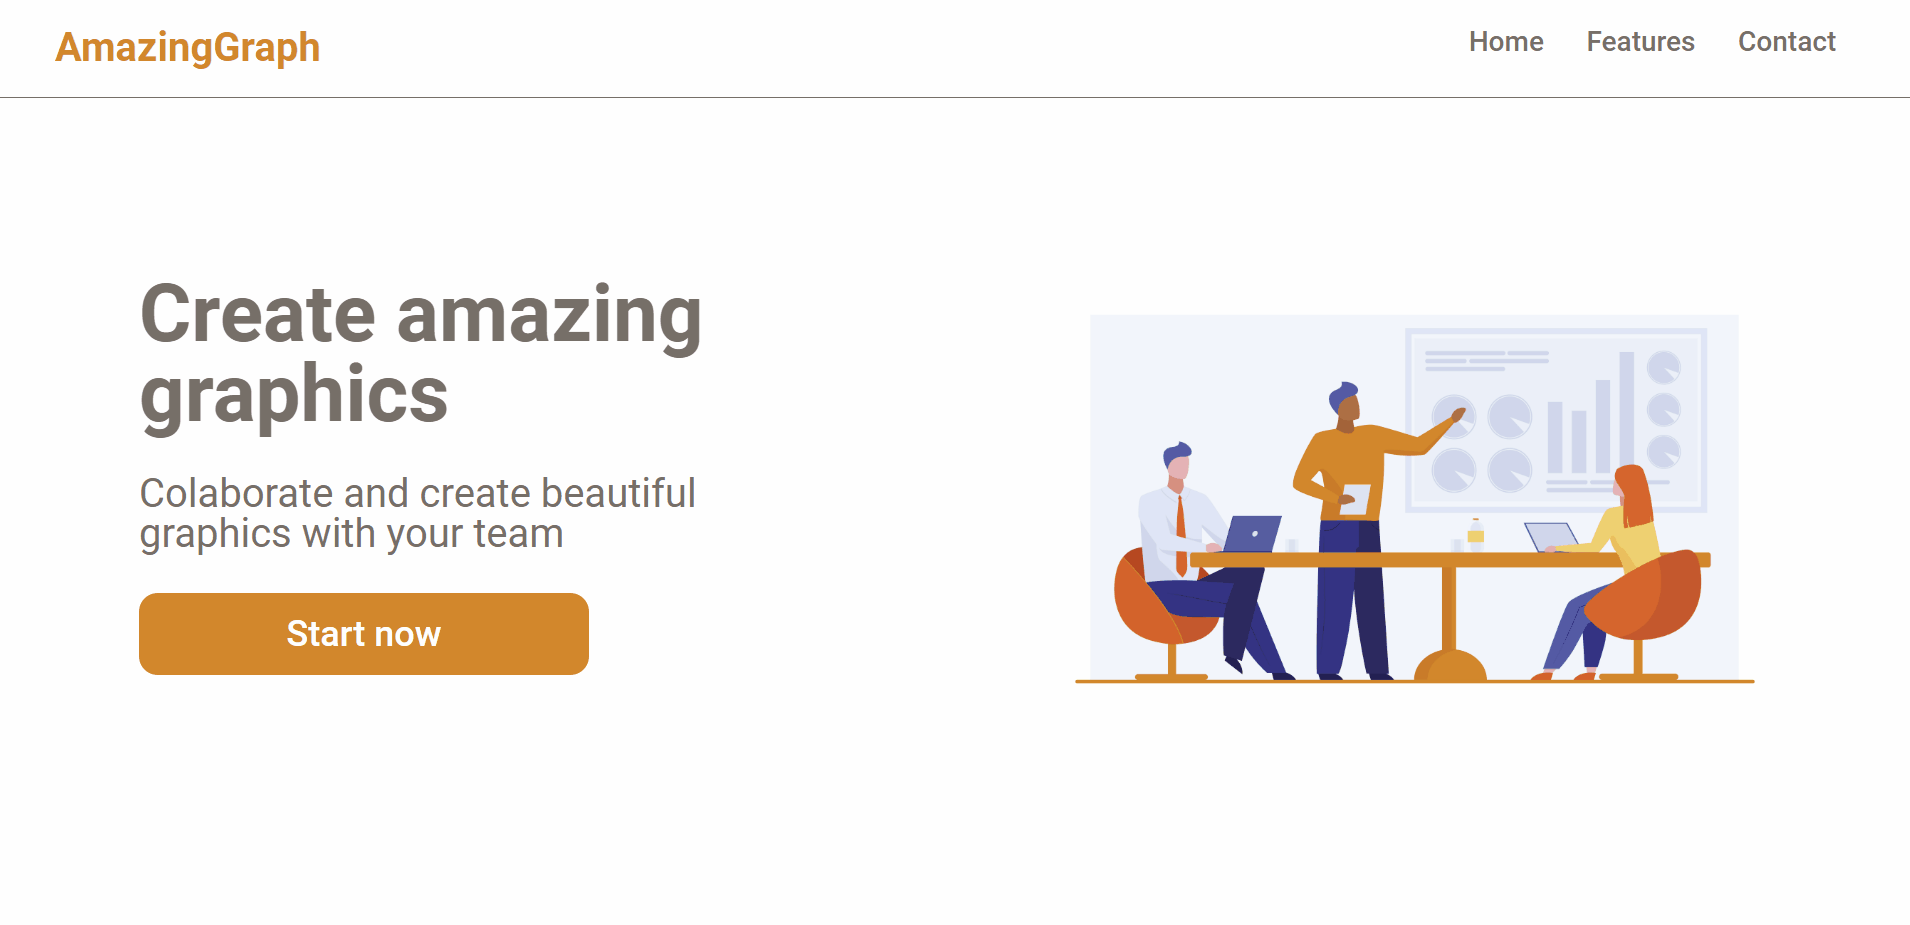 AmazingGraph
Home Features Contact
Create amazing
graphics
Colaborate and create beautiful
graphics with your team
Start now